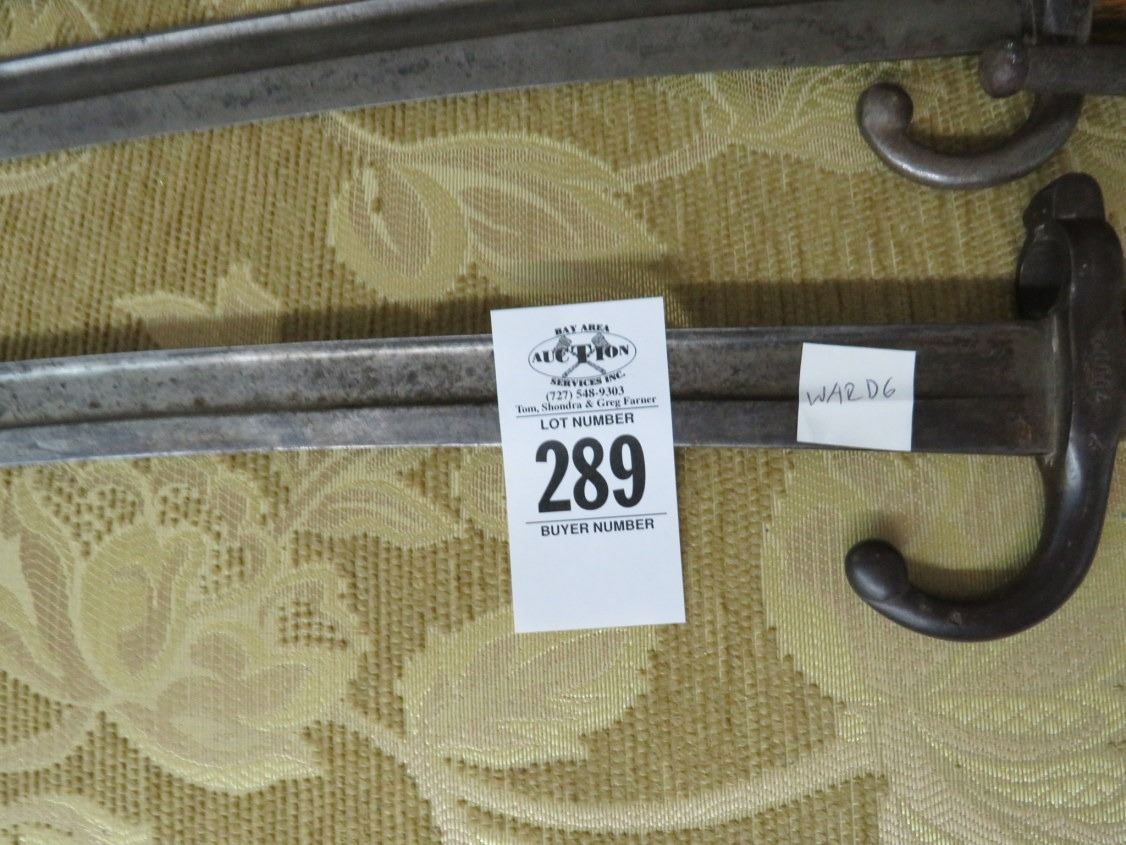 BAY AREA
AUCTION
SERVICES INC.
(727) 548-9303
Tom, Shondra & Greg Farner
LOT NUMBER
289
BUYER NUMBER
WARD6